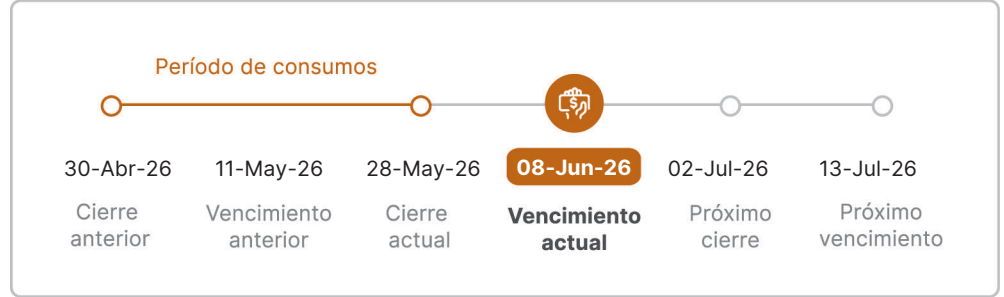 Período de consumos
$
30-Abr-26 11-May-26 28-May-26 08-Jun-26 02-Jul-26 13-Jul-26
Cierre Vencimiento Cierre Vencimiento Próximo Próximo
anterior anterior actual actual cierre vencimiento